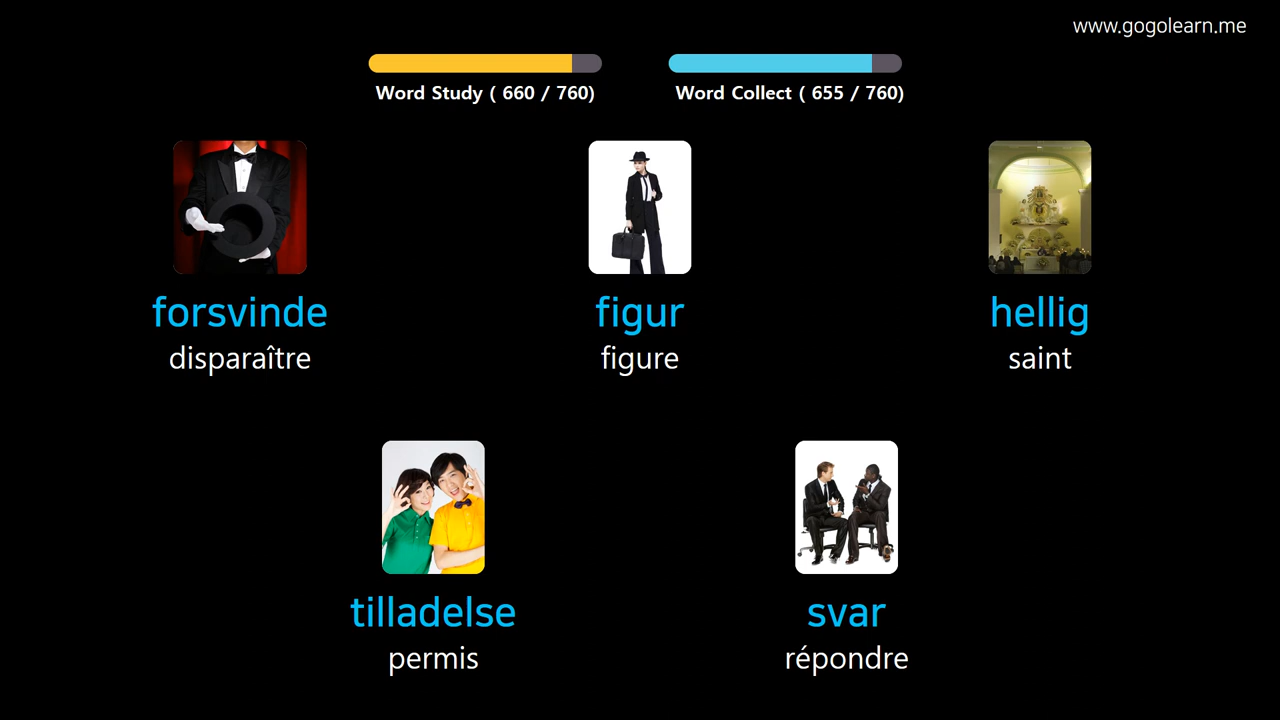 www.gogolearn.me
Word Study ( 660 / 760)
Word Collect ( 655 / 760)
forsvinde
disparaître
figur
figure
hellig
saint
tilladelse
permis
svar
répondre